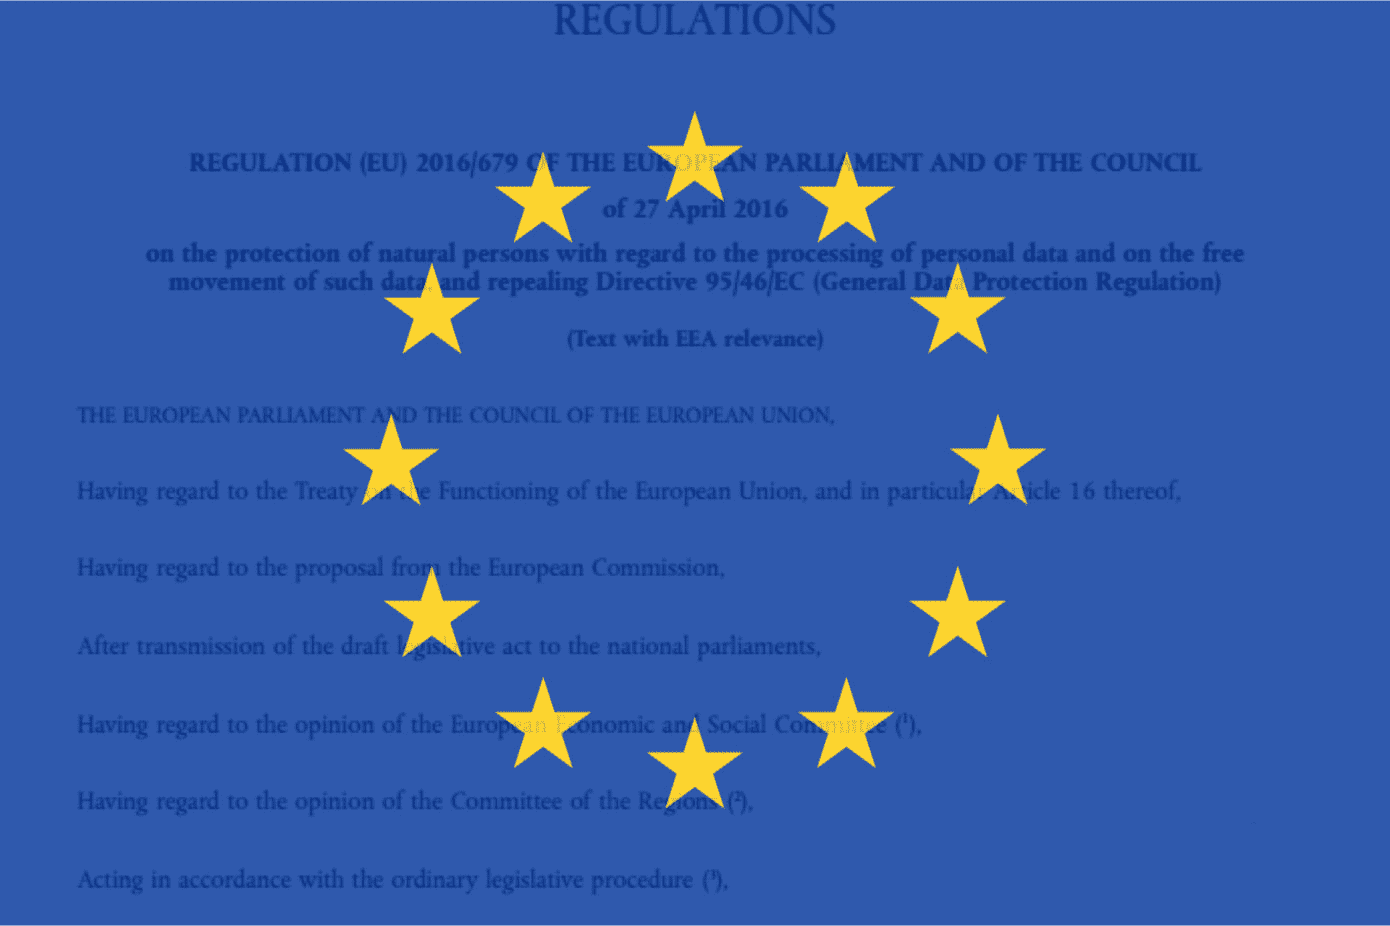 REGULATIONS
REGULATION (EU) 2016/679 OF THE EUROPEAN PARLIAMENT AND OF THE COUNCIL
of 27 April 2016
on the protection of natural persons with regard to the processing of personal data and on the free
movement of such data, and repealing Directive 95/46/EC (General Data Protection Regulation)
(Text with EEA relevance)
THE EUROPEAN PARLIAMENT AND THE COUNCIL OF THE EUROPEAN UNION,
Having regard to the Treaty on the Functioning of the European Union, and in particular Article 16 thereof,
Having regard to the proposal from the European Commission,
After transmission of the draft legislative act to the national parliaments,
Having regard to the opinion of the European Economic and Social Committee (¹),
Having regard to the opinion of the Committee of the Regions (²),
Acting in accordance with the ordinary legislative procedure (³),